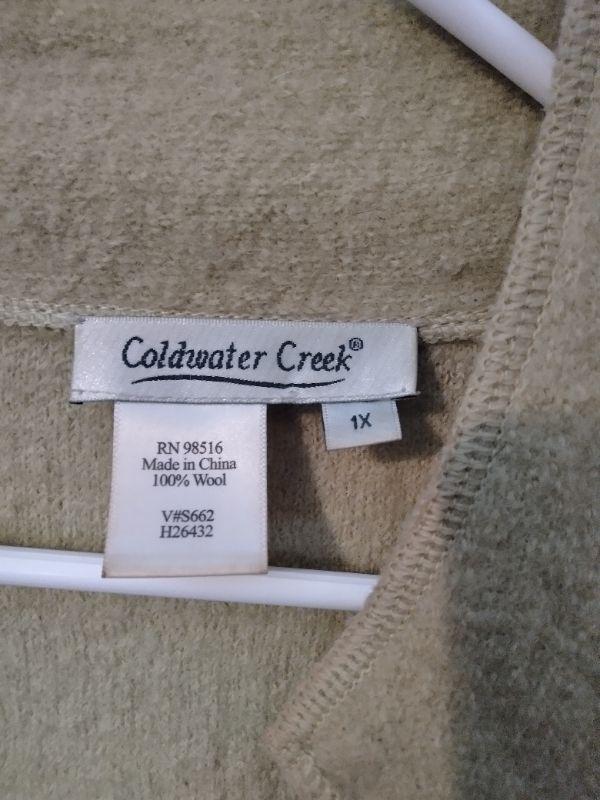 Coldwater Creek®
1X
RN 98516
Made in China
100% Wool
V#S662
H26432